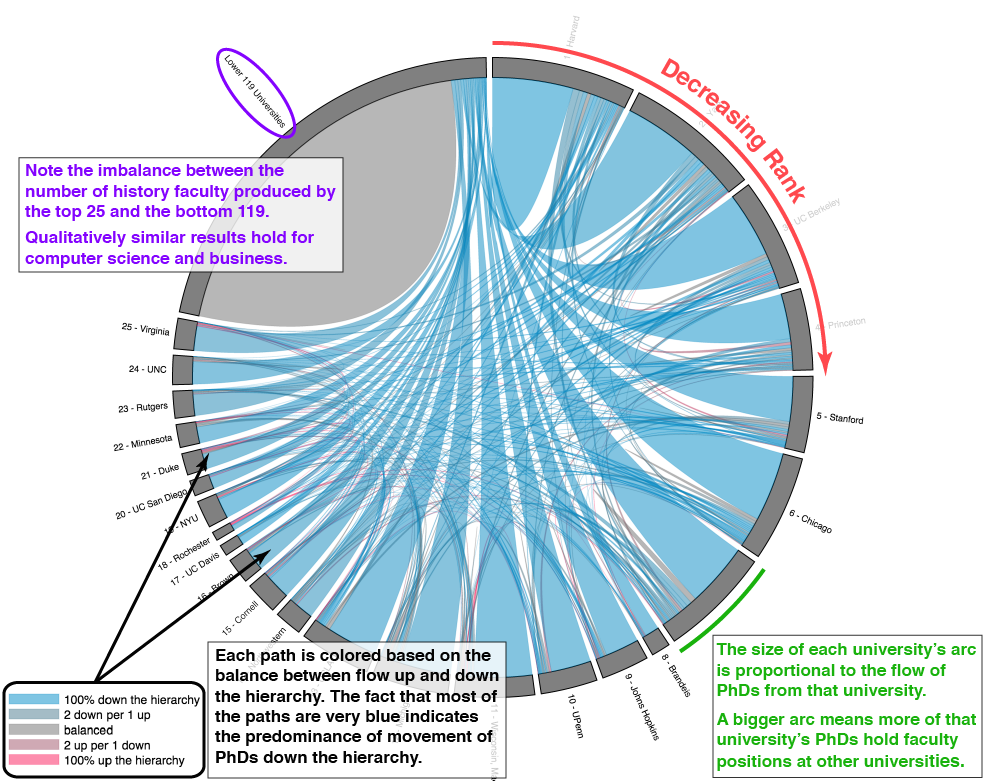 1 - Harvard
Decreasing Rank
Lower 119 Universities
Note the imbalance between the
number of history faculty produced by
the top 25 and the bottom 119.
Qualitatively similar results hold for
computer science and business.
UC Berkeley
Princeton
5 - Stanford
6 - Chicago
8 - Brandeis
9 - Johns Hopkins
10 - UPenn
11 - Wisconsin,
15 - Cornell
16 - Brown
17 - UC Davis
18 - Rochester
19 - NYU
20 - UC San Diego
21 - Duke
22 - Minnesota
23 - Rutgers
24 - UNC
25 - Virginia
100% down the hierarchy
2 down per 1 up
balanced
2 up per 1 down
100% up the hierarchy
Each path is colored based on the
balance between flow up and down
the hierarchy. The fact that most of
the paths are very blue indicates
the predominance of movement of
PhDs down the hierarchy.
The size of each university's arc
is proportional to the flow of
PhDs from that university.
A bigger arc means more of that
university's PhDs hold faculty
positions at other universities.